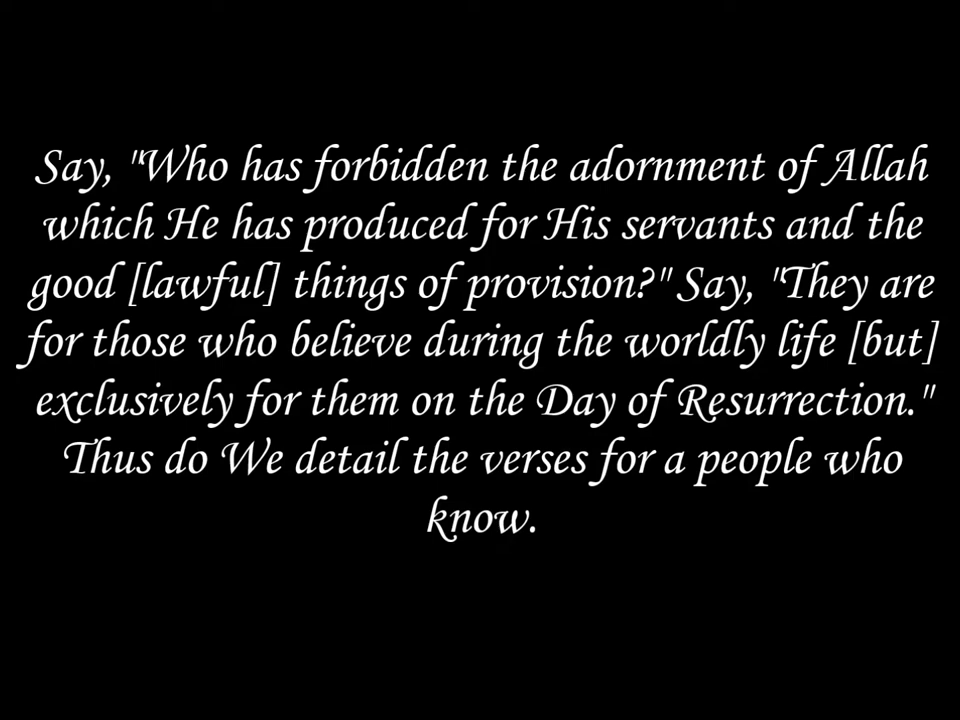 Say, "Who has forbidden the adornment of Allah
which He has produced for His servants and the
good [lawful] things of provision?" Say, "They are
for those who believe during the worldly life [but]
exclusively for them on the Day of Resurrection."
Thus do We detail the verses for a people who
know.